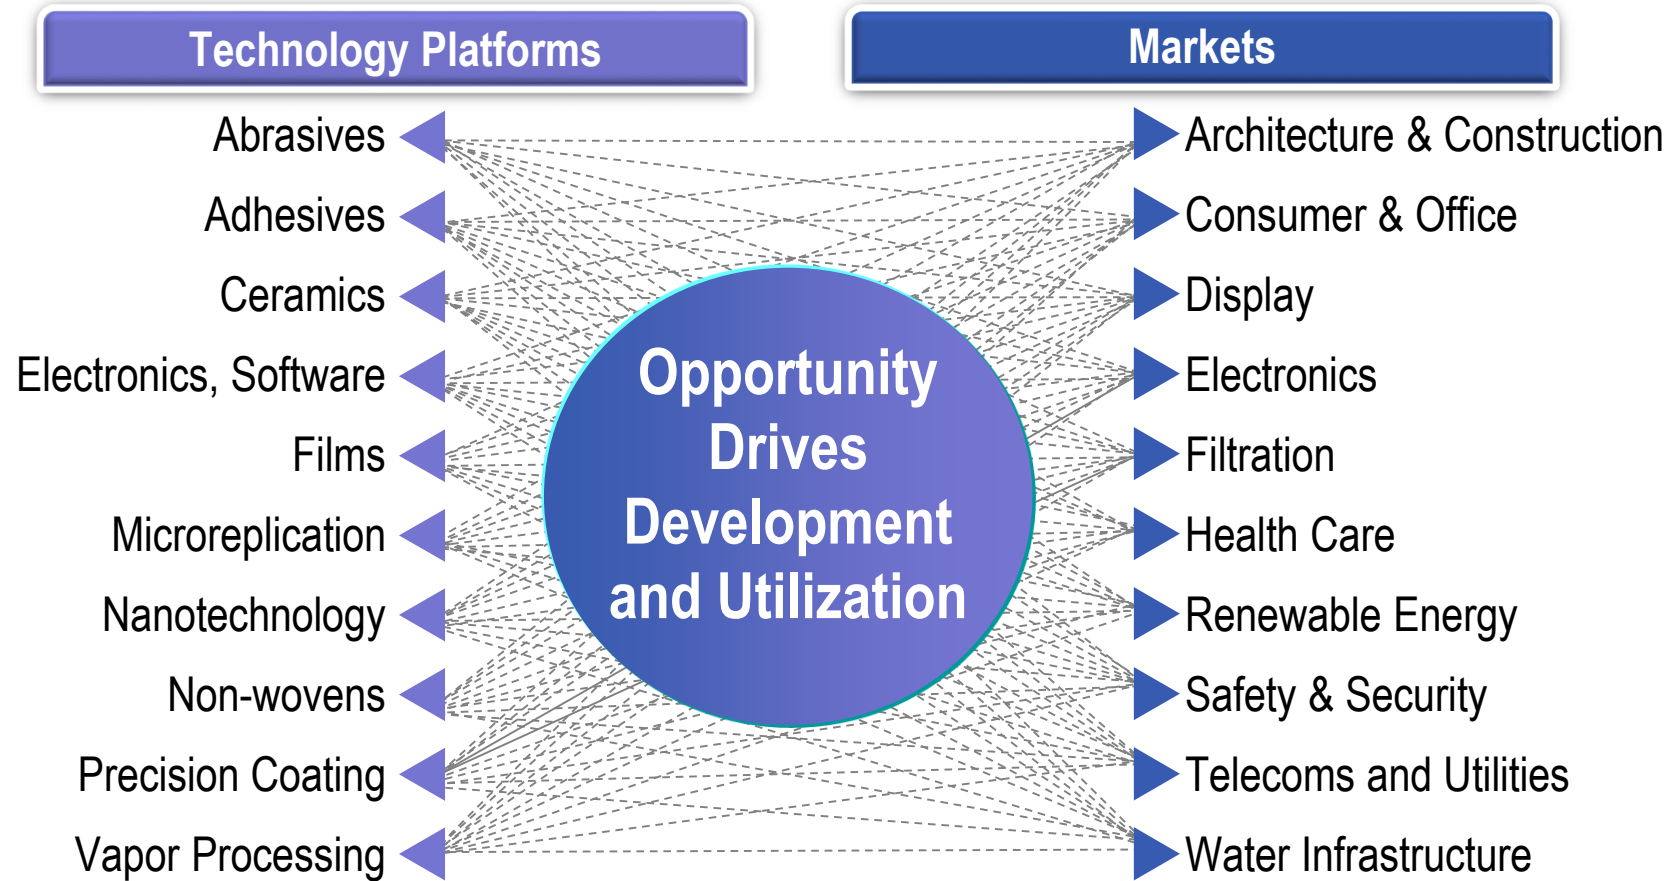 Technology Platforms
Markets
Abrasives
Adhesives
Ceramics
Electronics, Software
Films
Microreplication
Nanotechnology
Non-wovens
Precision Coating
Vapor Processing
Opportunity
Drives
Development
and Utilization
Architecture & Construction
Consumer & Office
Display
Electronics
Filtration
Health Care
Renewable Energy
Safety & Security
Telecoms and Utilities
Water Infrastructure